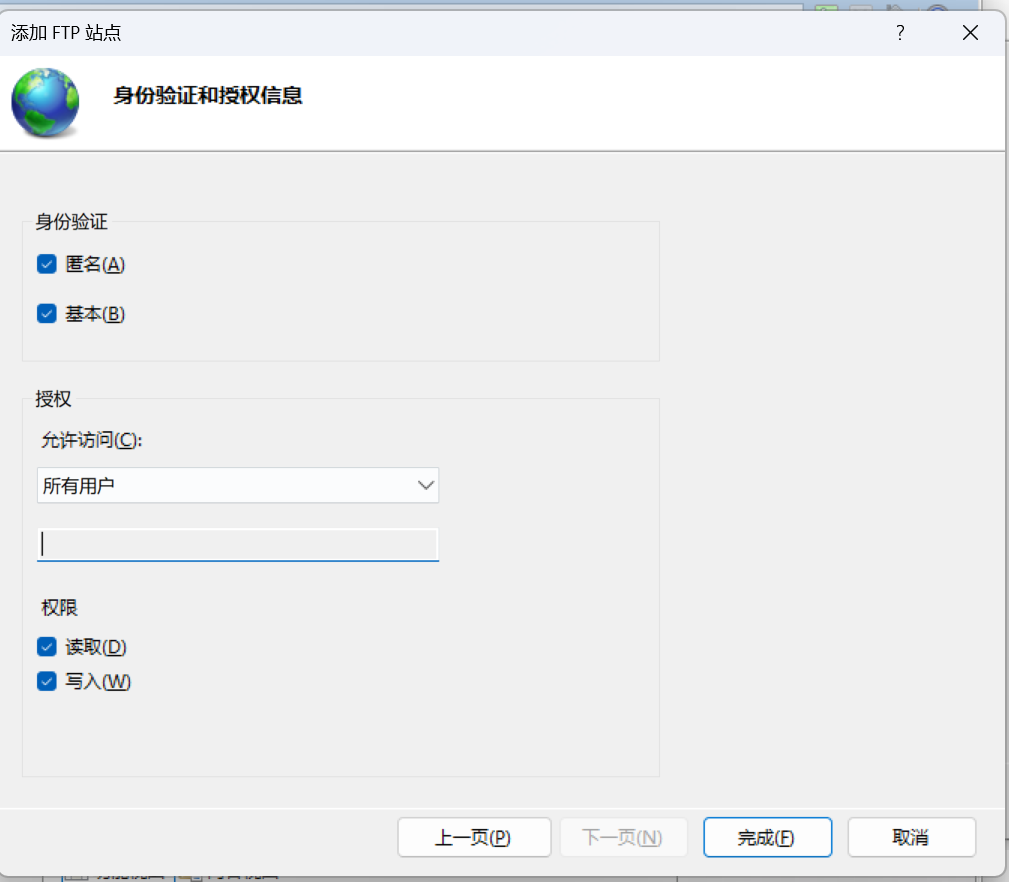 添加 FTP 站点
?
身份验证和授权信息
身份验证
匿名(A)
基本(B)
授权
允许访问(C):
所有用户
权限
读取(D)
写入(W)
上一页(P) 下一页(N) 完成(F) 取消